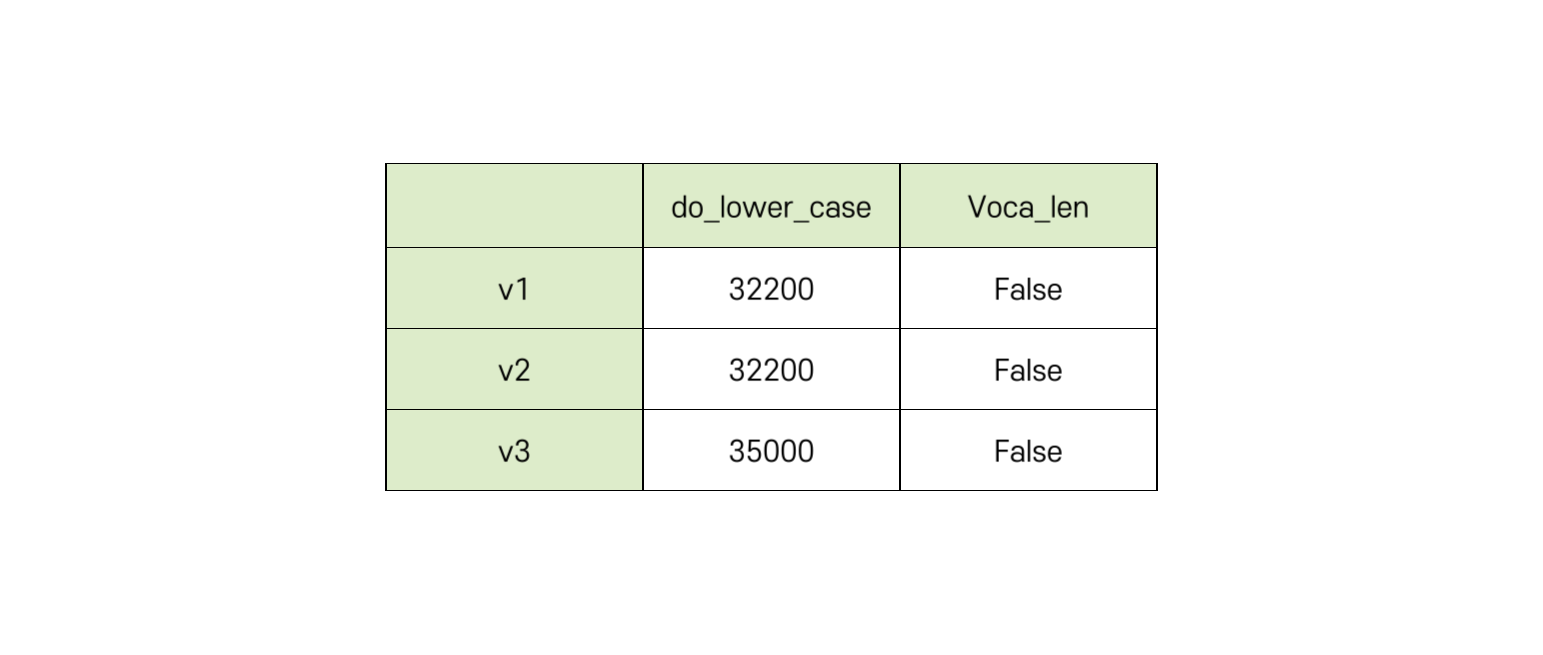 do_lower_case Voca_len
v1 32200 False
v2 32200 False
v3 35000 False